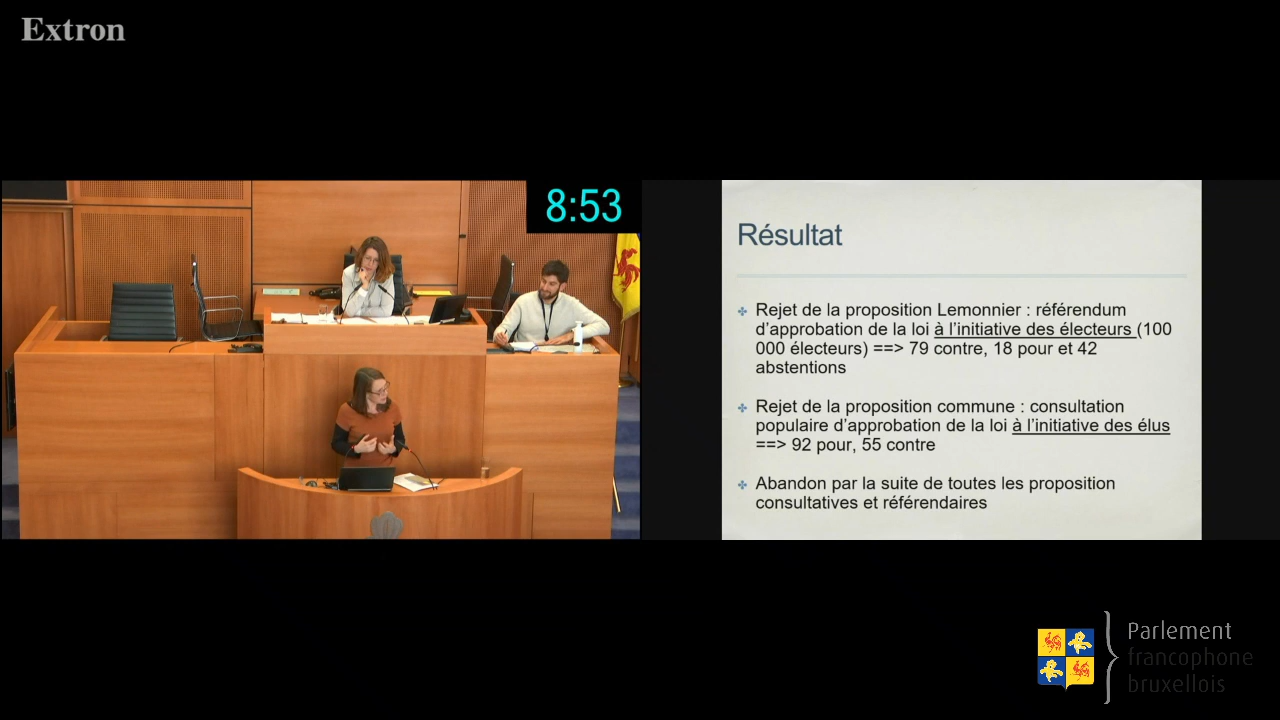 Extron
8:53
Résultat
Rejet de la proposition Lemonnier : référendum
d'approbation de la loi à l'initiative des électeurs (100
000 électeurs) ==> 79 contre, 18 pour et 42
abstentions
Rejet de la proposition commune : consultation
populaire d'approbation de la loi à l'initiative des élus
==> 92 pour, 55 contre
Abandon par la suite de toutes les proposition
consultatives et référendaires
Parlement
francophone
bruxellois